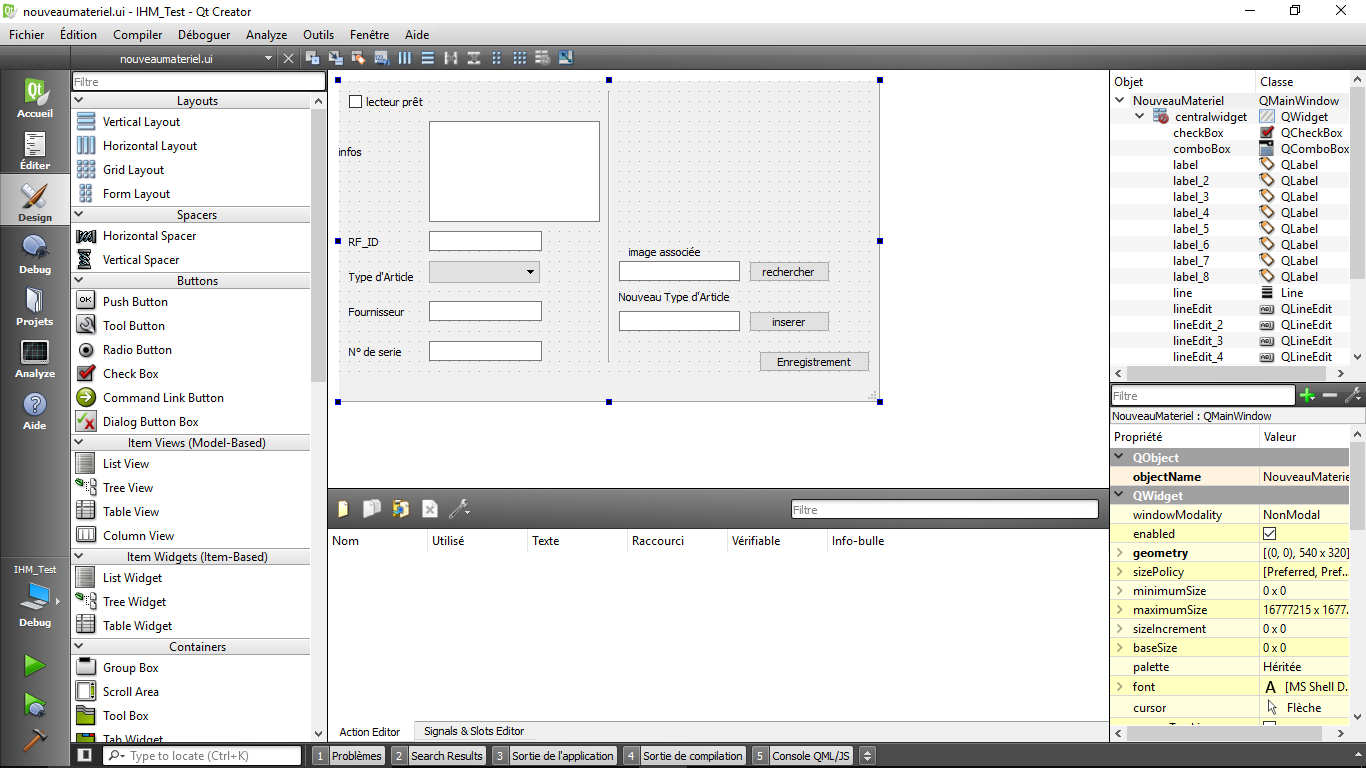 nouveaumateriel.ui - IHM_Test - Qt Creator
Fichier Édition Compiler Déboguer Analyze Outils Fenêtre Aide
nouveaumateriel.ui
Qt
Accueil
Éditer
Design
Debug
Projets
Analyze
Aide
IHM_Test
Debug
Filtre
Layouts
Vertical Layout
Horizontal Layout
Grid Layout
Form Layout
Spacers
Horizontal Spacer
Vertical Spacer
Buttons
OK Push Button
Tool Button
Radio Button
Check Box
Command Link Button
Dialog Button Box
Item Views (Model-Based)
List View
Tree View
Table View
Column View
Item Widgets (Item-Based)
List Widget
Tree Widget
Table Widget
Containers
Group Box
Scroll Area
Tool Box
Tab Widget
lecteur prêt
infos
RF_ID
Type d'Article
Fournisseur
N° de serie
image associée
rechercher
Nouveau Type d'Article
inserer
Enregistrement
Filtre
Nom Utilisé Texte Raccourci Vérifiable Info-bulle
Action Editor Signals & Slots Editor
Objet Classe
NouveauMateriel QMainWindow
centralwidget QWidget
checkBox QCheckBox
comboBox QComboBox
label QLabel
label_2 QLabel
label_3 QLabel
label_4 QLabel
label_5 QLabel
label_6 QLabel
label_7 QLabel
label_8 QLabel
line Line
lineEdit QLineEdit
lineEdit_2 QLineEdit
lineEdit_3 QLineEdit
lineEdit_4 QLineEdit
Filtre
NouveauMateriel : QMainWindow
Propriété Valeur
QObject
objectName NouveauMaterie
QWidget
windowModality NonModal
enabled
geometry [(0, 0), 540 x 320]
sizePolicy [Preferred, Pref...
minimumSize 0 x 0
maximumSize 16777215 x 1677...
sizeIncrement 0 x 0
baseSize 0 x 0
palette Héritée
font A [MS Shell D...
cursor Flèche
Type to locate (Ctrl+K) 1 Problèmes 2 Search Results 3 Sortie de l'application 4 Sortie de compilation 5 Console QML/JS